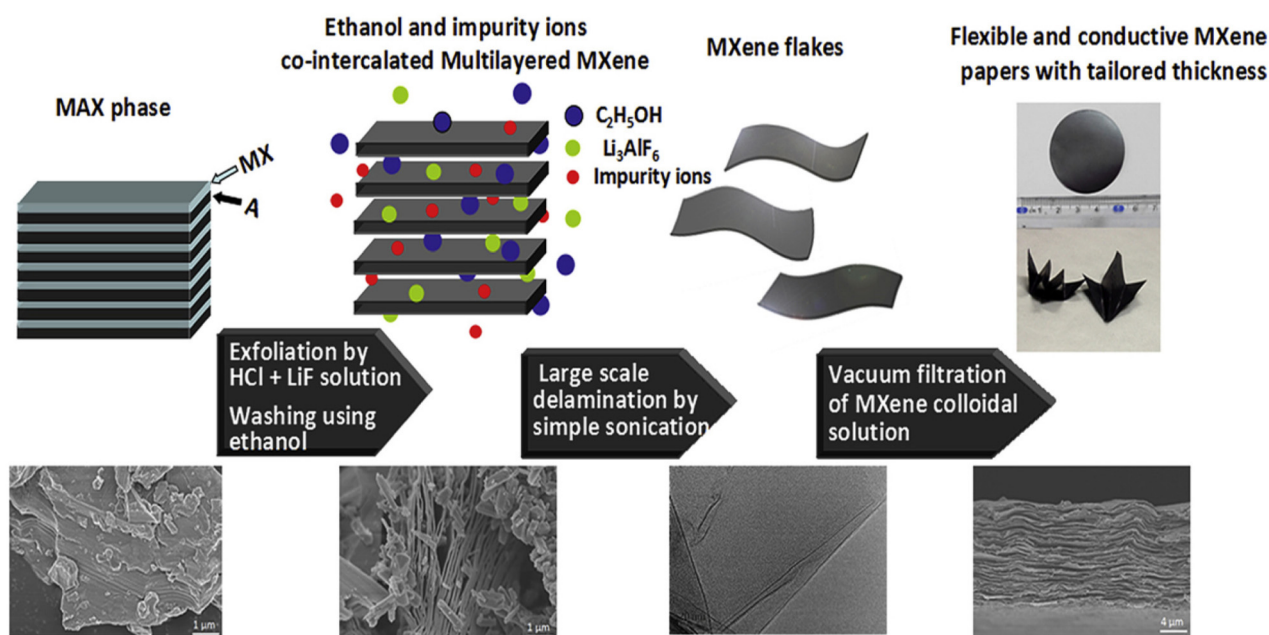 MAX phase
MX
A
Ethanol and impurity ions
co-intercalated Multilayered MXene
C₂H₅OH
Li₃AlF₆
Impurity ions
MXene flakes
Flexible and conductive MXene
papers with tailored thickness
Exfoliation by
HCl + LiF solution
Washing using
ethanol
Large scale
delamination by
simple sonication
Vacuum filtration
of MXene colloidal
solution
1 µm
1 µm
4 µm